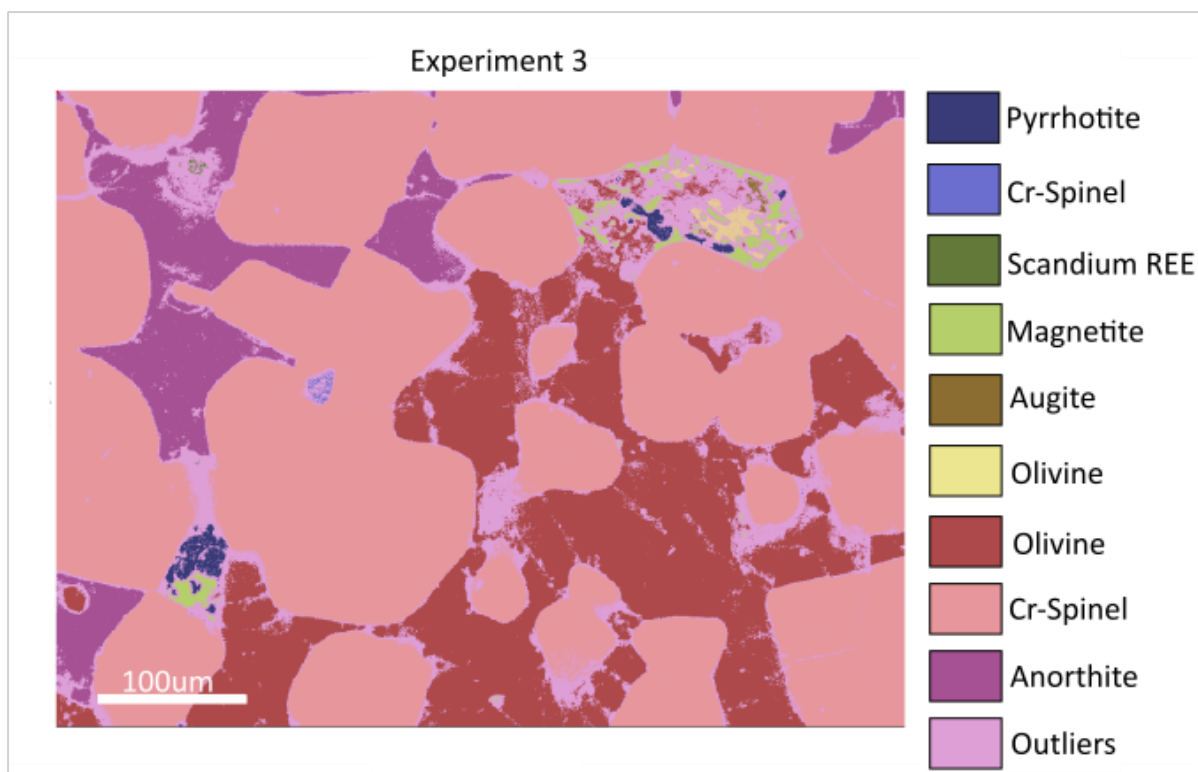 Experiment 3
Pyrrhotite
Cr-Spinel
Scandium REE
Magnetite
Augite
Olivine
Olivine
Cr-Spinel
Anorthite
Outliers
100um